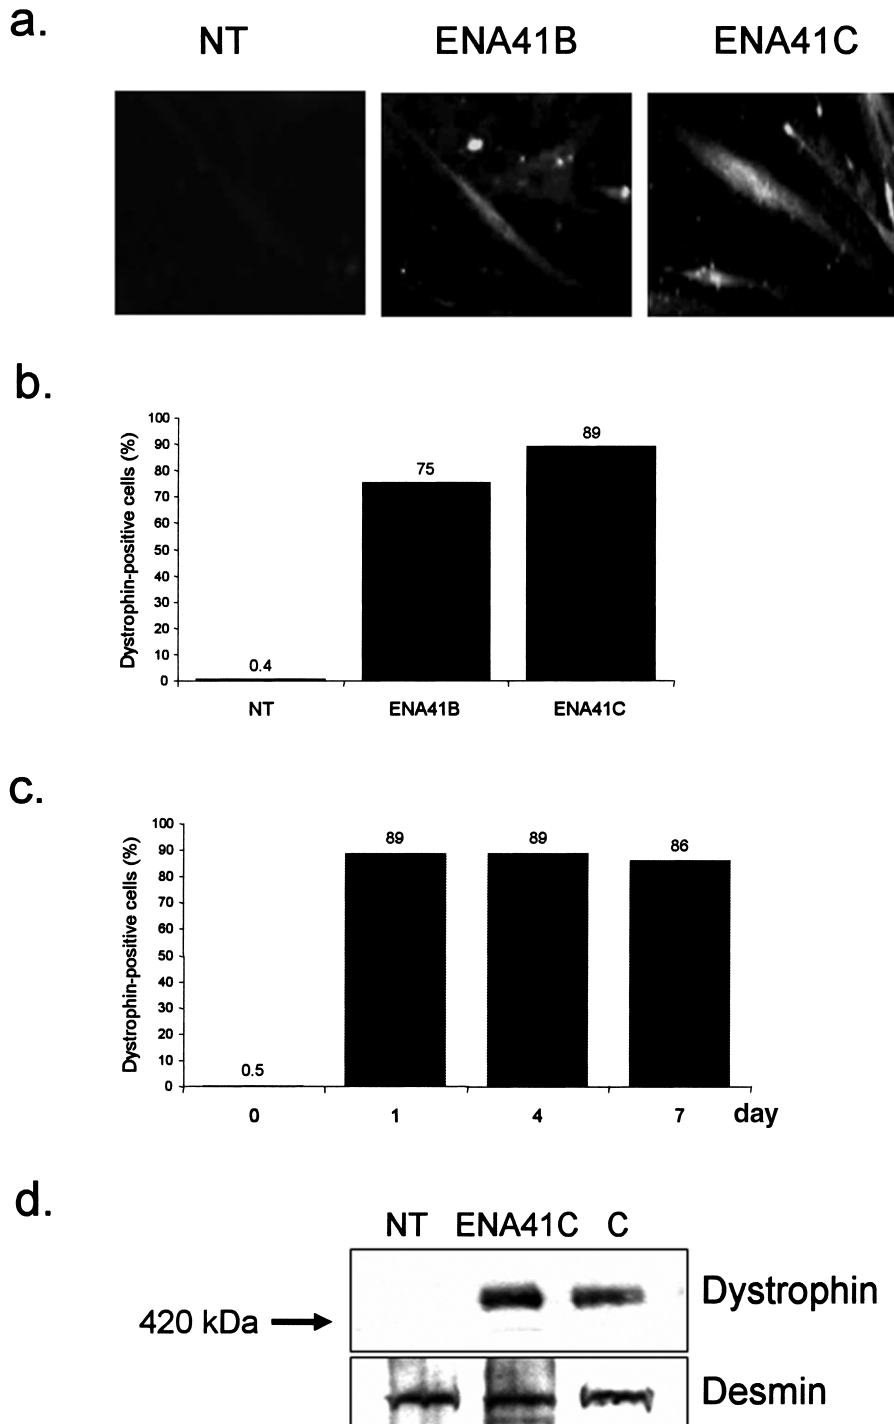 a.
NT ENA41B ENA41C
b.
Dystrophin-positive cells (%)
100
90
80
70
60
50
40
30
20
10
0
0.4
75
89
NT ENA41B ENA41C
c.
Dystrophin-positive cells (%)
100
90
80
70
60
50
40
30
20
10
0
0.5
89
89
86
0 1 4 7 day
d.
NT ENA41C C
Dystrophin
420 kDa
Desmin